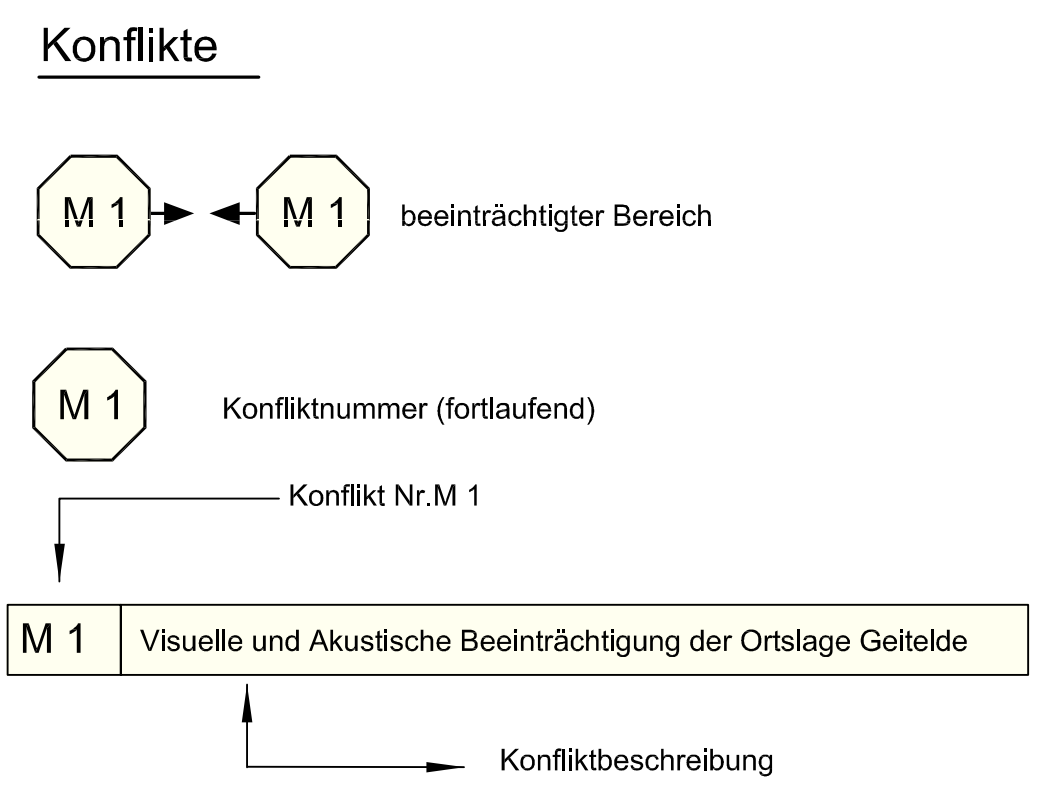 Konflikte
M 1 M 1 beeinträchtigter Bereich
M 1 Konfliktnummer (fortlaufend)
Konflikt Nr.M 1
M 1 Visuelle und Akustische Beeinträchtigung der Ortslage Geitelde
Konfliktbeschreibung